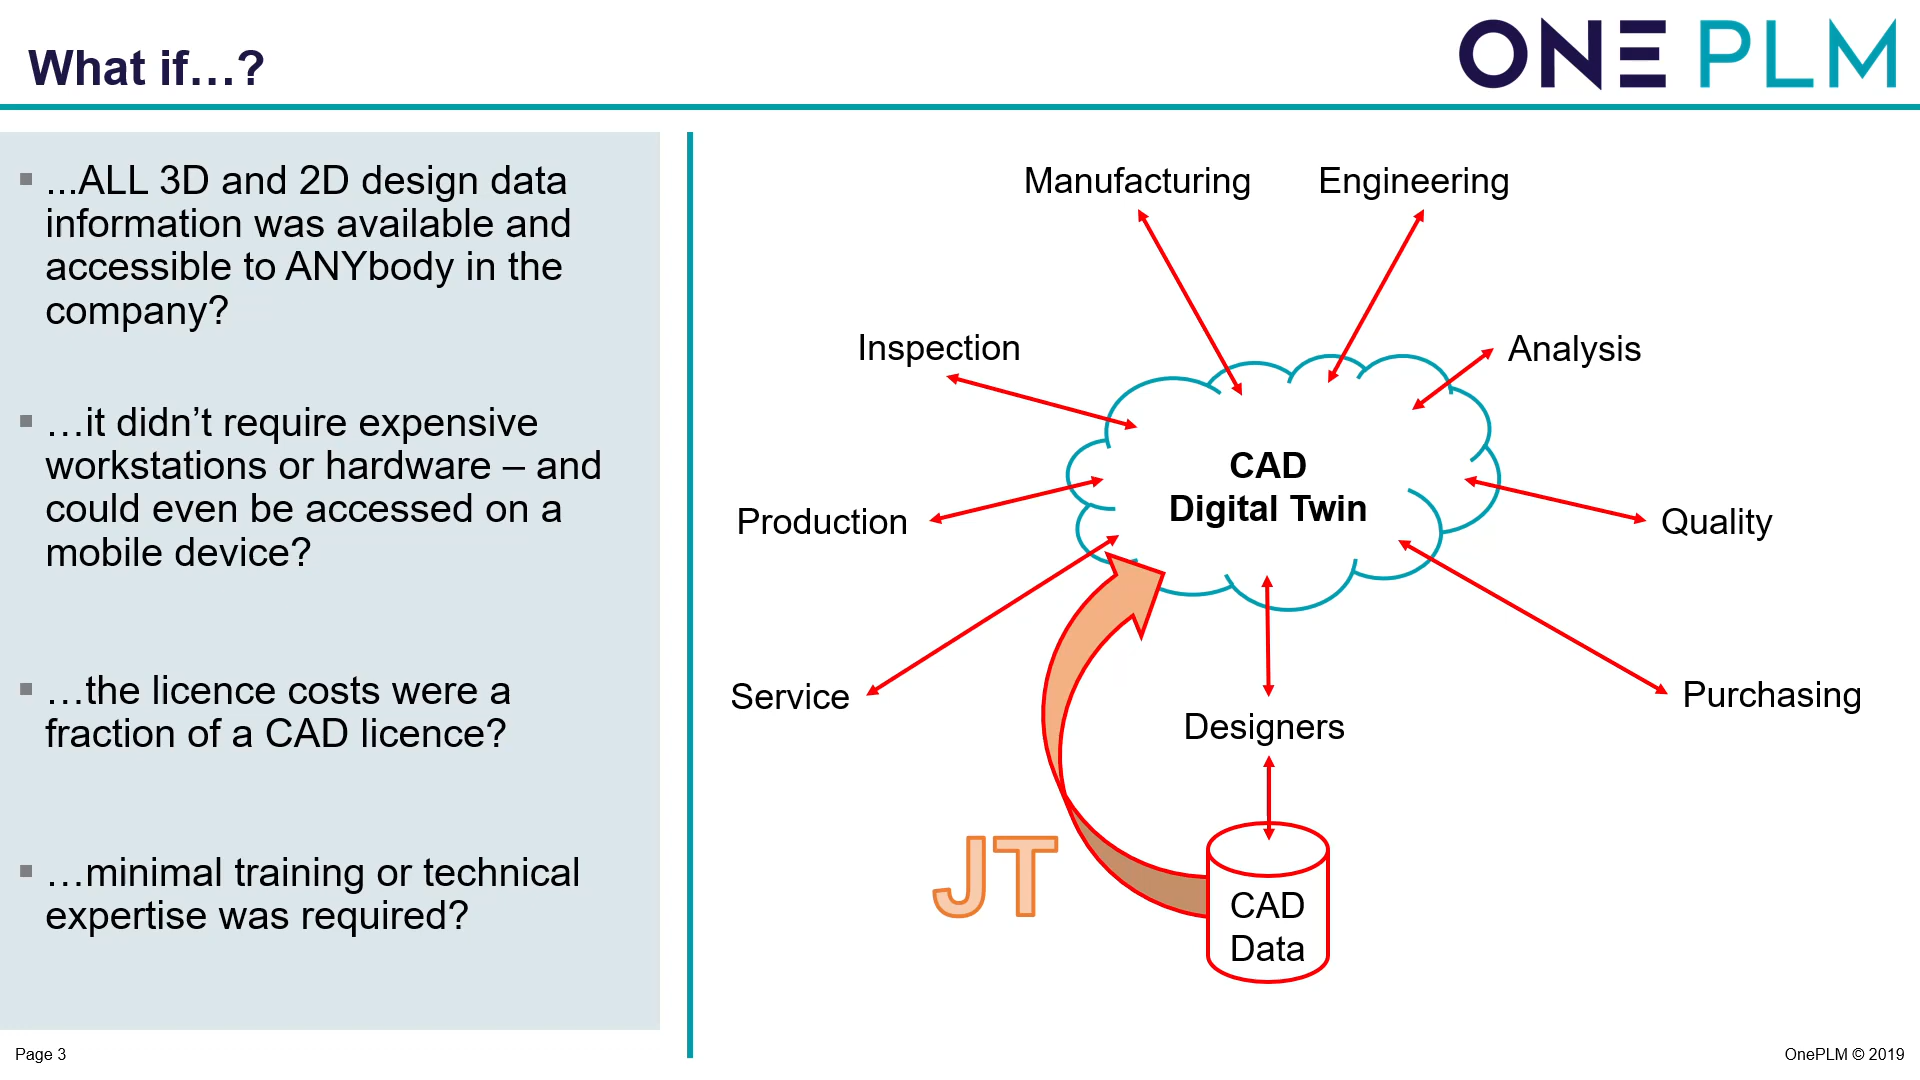 What if…?
ONE PLM
...ALL 3D and 2D design data
information was available and
accessible to ANYbody in the
company?
…it didn’t require expensive
workstations or hardware – and
could even be accessed on a
mobile device?
…the licence costs were a
fraction of a CAD licence?
…minimal training or technical
expertise was required?
Manufacturing
Engineering
Inspection
Analysis
CAD
Digital Twin
Production
Quality
Service
Purchasing
Designers
JT
CAD
Data
Page 3
OnePLM © 2019